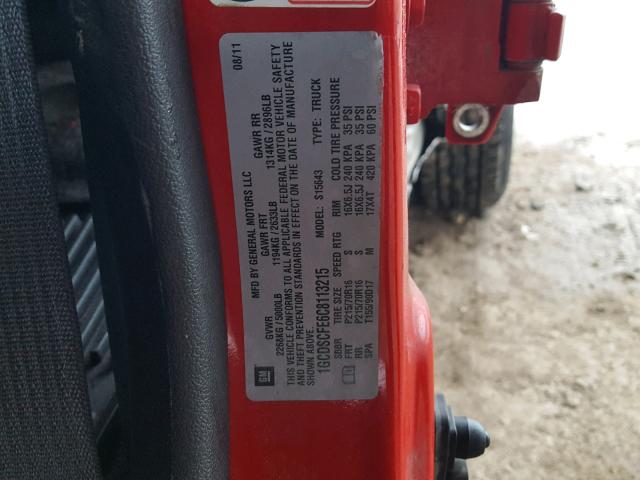 MFD BY GENERAL MOTORS LLC 08/11
GVWR GAWR FRT GAWR RR
2268KG/5000LB 1194KG/2633LB 1314KG/2896LB
THIS VEHICLE CONFORMS TO ALL APPLICABLE FEDERAL MOTOR VEHICLE SAFETY
AND THEFT PREVENTION STANDARDS IN EFFECT ON THE DATE OF MANUFACTURE
SHOWN ABOVE.
1GCDSCFE6C8113215 MODEL: S15643 TYPE: TRUCK
S8BR TIRE SIZE SPEED RTG RIM COLD TIRE PRESSURE
FRT P215/70R16 S 16X6.5J 240 KPA 35 PSI
RR P215/70R16 S 16X6.5J 240 KPA 35 PSI
SPA T155/90D17 M 17X4T 420 KPA 60 PSI
GM